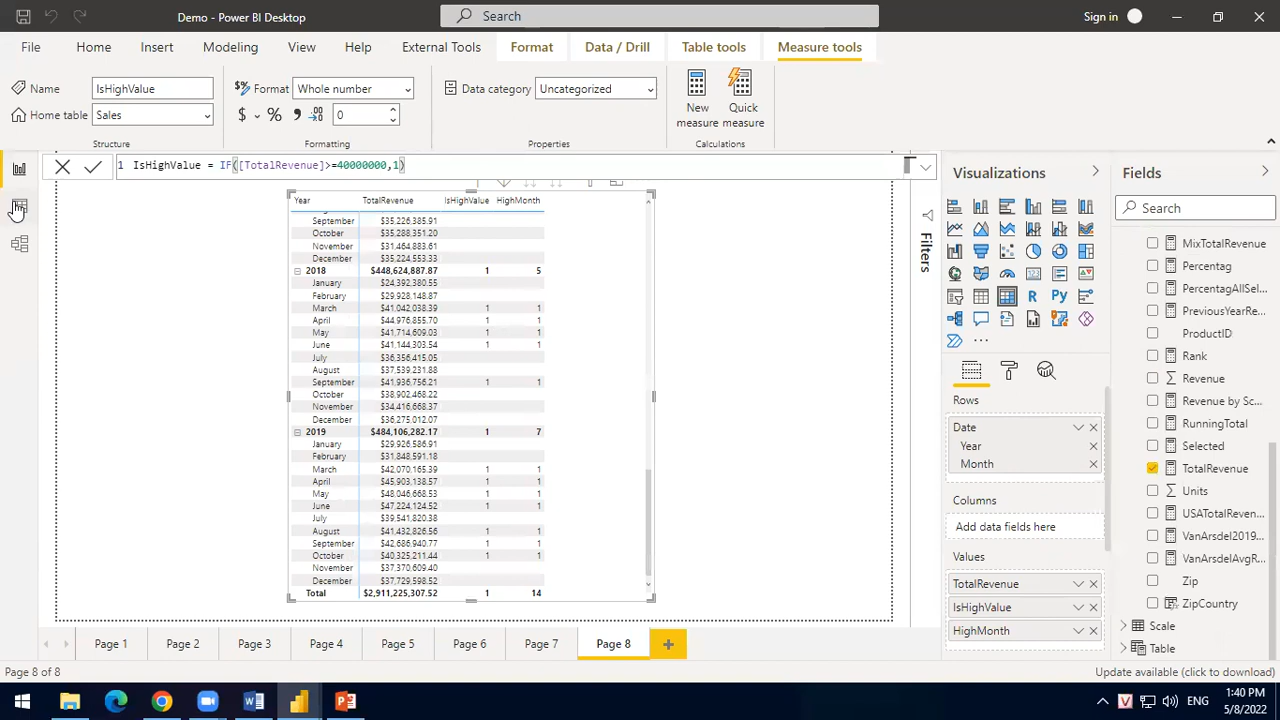 Demo - Power BI Desktop
Search
Sign in
File
Home
Insert
Modeling
View
Help
External Tools
Format
Data / Drill
Table tools
Measure tools
Name
IsHighValue
Home table
Sales
Structure
Format
Whole number
$
%
0
Formatting
Data category
Uncategorized
Properties
New measure
Quick measure
Calculations
1 IsHighValue = IF([TotalRevenue]>=40000000,1)
Year TotalRevenue IsHighValue HighMonth
September $35,226,385.91
October $35,288,351.20
November $31,464,883.61
December $35,224,553.33
2018 $448,624,887.87 1 5
January $24,392,380.55
February $29,928,148.87
March $41,042,038.39 1 1
April $44,976,855.70 1 1
May $41,714,609.03 1 1
June $41,144,303.54 1 1
July $36,356,415.05
August $37,539,231.88
September $41,936,756.21 1 1
October $38,902,468.22
November $34,416,668.37
December $36,275,012.07
2019 $484,106,282.17 1 7
January $29,926,586.91
February $31,848,591.18
March $42,070,165.39 1 1
April $45,903,138.57 1 1
May $48,046,668.53 1 1
June $47,224,124.52 1 1
July $39,541,820.38
August $41,432,826.56 1 1
September $42,686,940.77 1 1
October $40,325,211.44 1 1
November $37,370,609.40
December $37,729,598.52
Total $2,911,225,307.52 1 14
Filters
Visualizations
R
Py
Rows
Date
Year
Month
Columns
Add data fields here
Values
TotalRevenue
IsHighValue
HighMonth
Fields
Search
MixTotalRevenue
Percentag
PercentagAllSel...
PreviousYearRe...
ProductID
Rank
Revenue
Revenue by Sc...
RunningTotal
Selected
TotalRevenue
Units
USATotalReven...
VanArsdel2019...
VanArsdelAvgR...
Zip
ZipCountry
Scale
Table
Page 1
Page 2
Page 3
Page 4
Page 5
Page 6
Page 7
Page 8
Page 8 of 8
Update available (click to download)
ENG
1:40 PM
5/8/2022